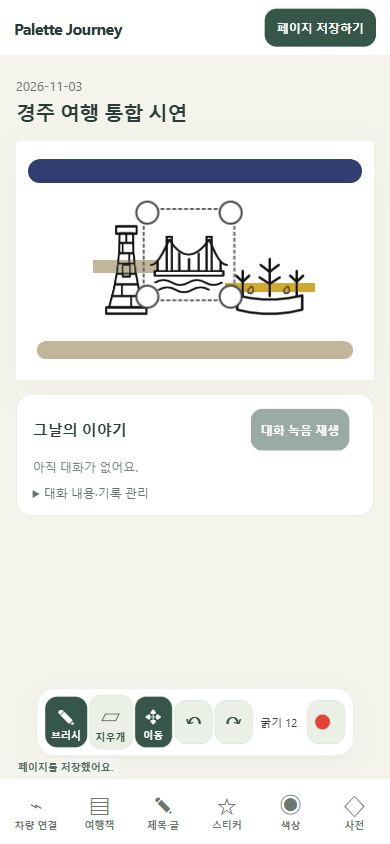 Palette Journey
페이지 저장하기
2026-11-03
경주 여행 통합 시연
그날의 이야기
대화 녹음 재생
아직 대화가 없어요.
▶ 대화 내용·기록 관리
브러시 지우개 이동 굵기 12
페이지를 저장했어요.
차량 연결 여행책 제목·글 스티커 색상 사전